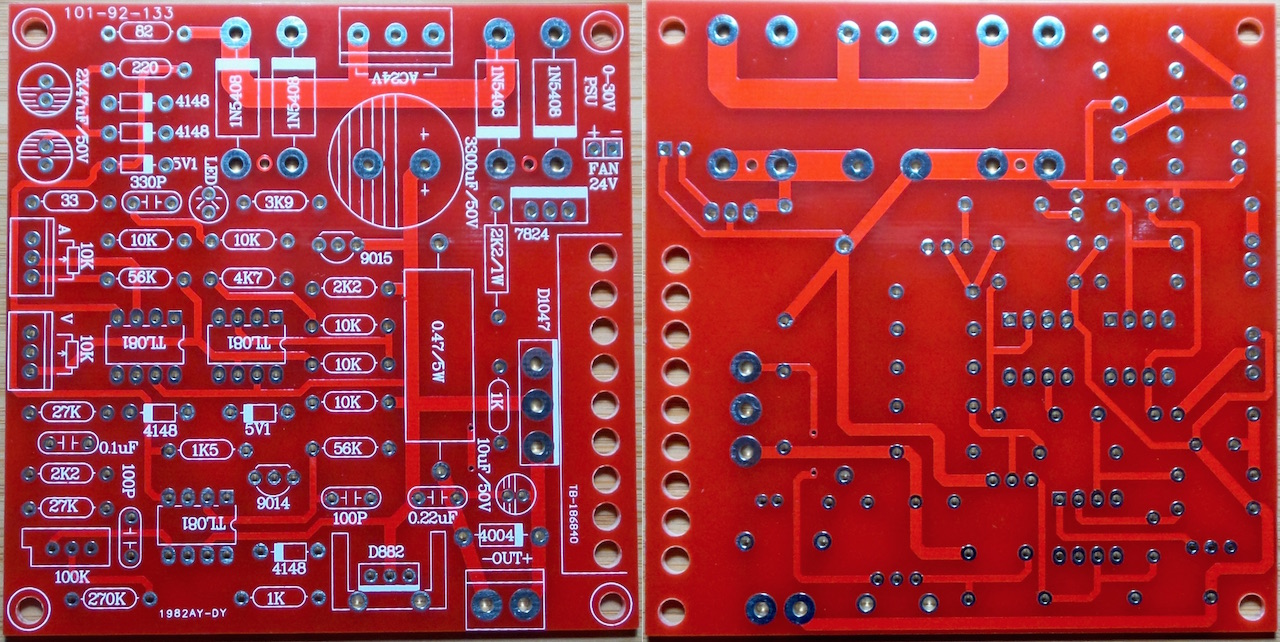 101-92-133
82
220
2X47uF/50V
4148
4148
5V1
330P
LED
33
3K9
1N5408
1N5408
AC24V
1N5408
1N5408
0-30V
PSU
+ -
FAN
24V
+
+
3300uF/50V
7824
10K
10K
9015
2K2/1W
A
10K
56K
4K7
2K2
D1047
V
10K
TL081
TL081
10K
0.47/5W
10K
10K
1K
27K
4148
5V1
0.1uF
1K5
56K
10uF/50V
2K2
100P
9014
27K
TL081
100P
0.22uF
TB-186840
4004
-OUT+
100K
4148
D882
270K
1K
1982AY-DY